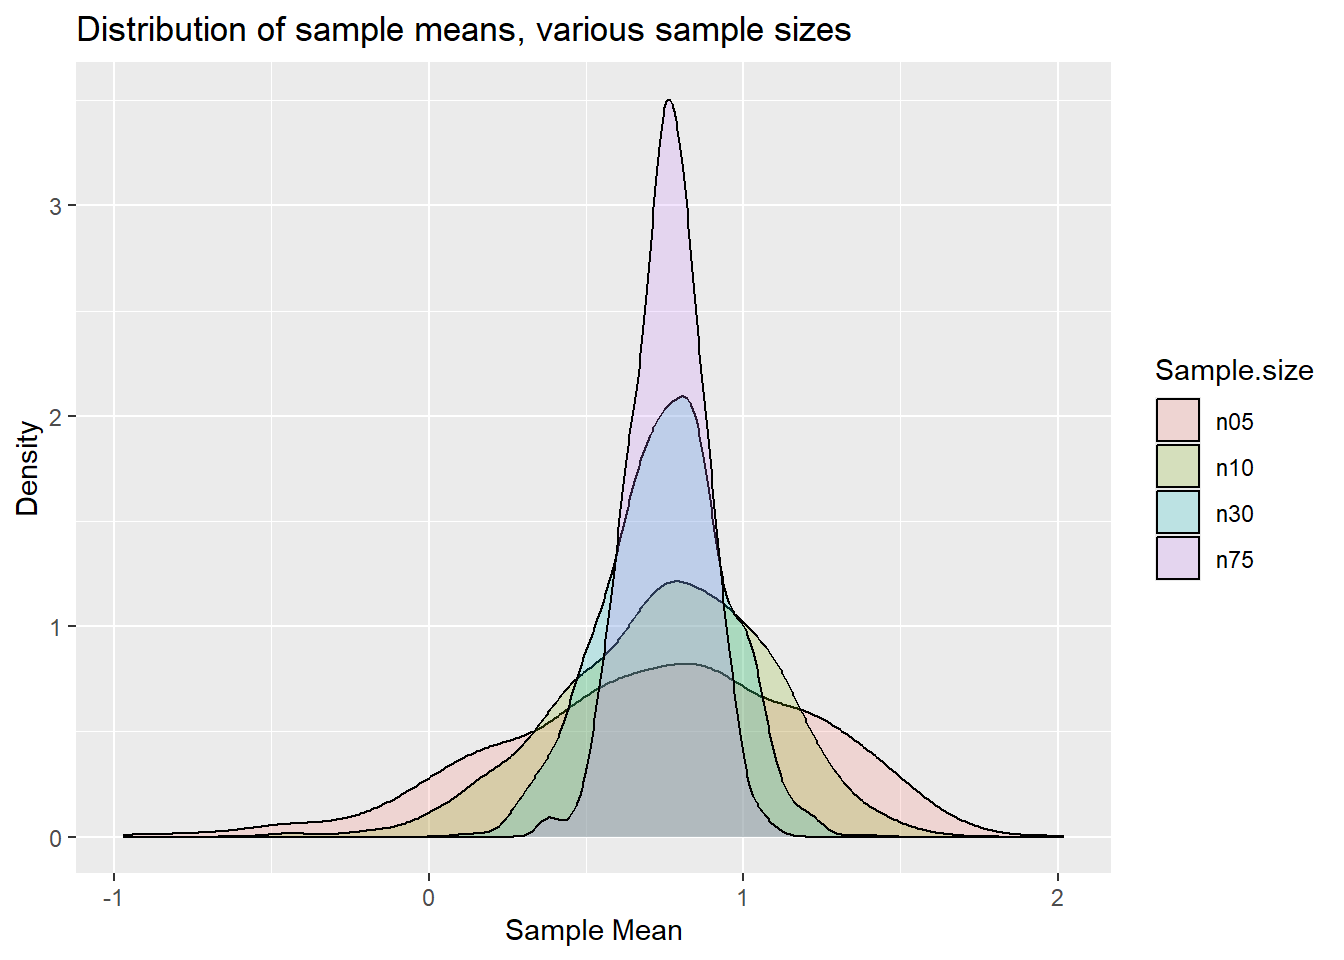 Distribution of sample means, various sample sizes
3
2
1
0
Density
-1 0 1 2
Sample Mean
Sample.size
n05
n10
n30
n75